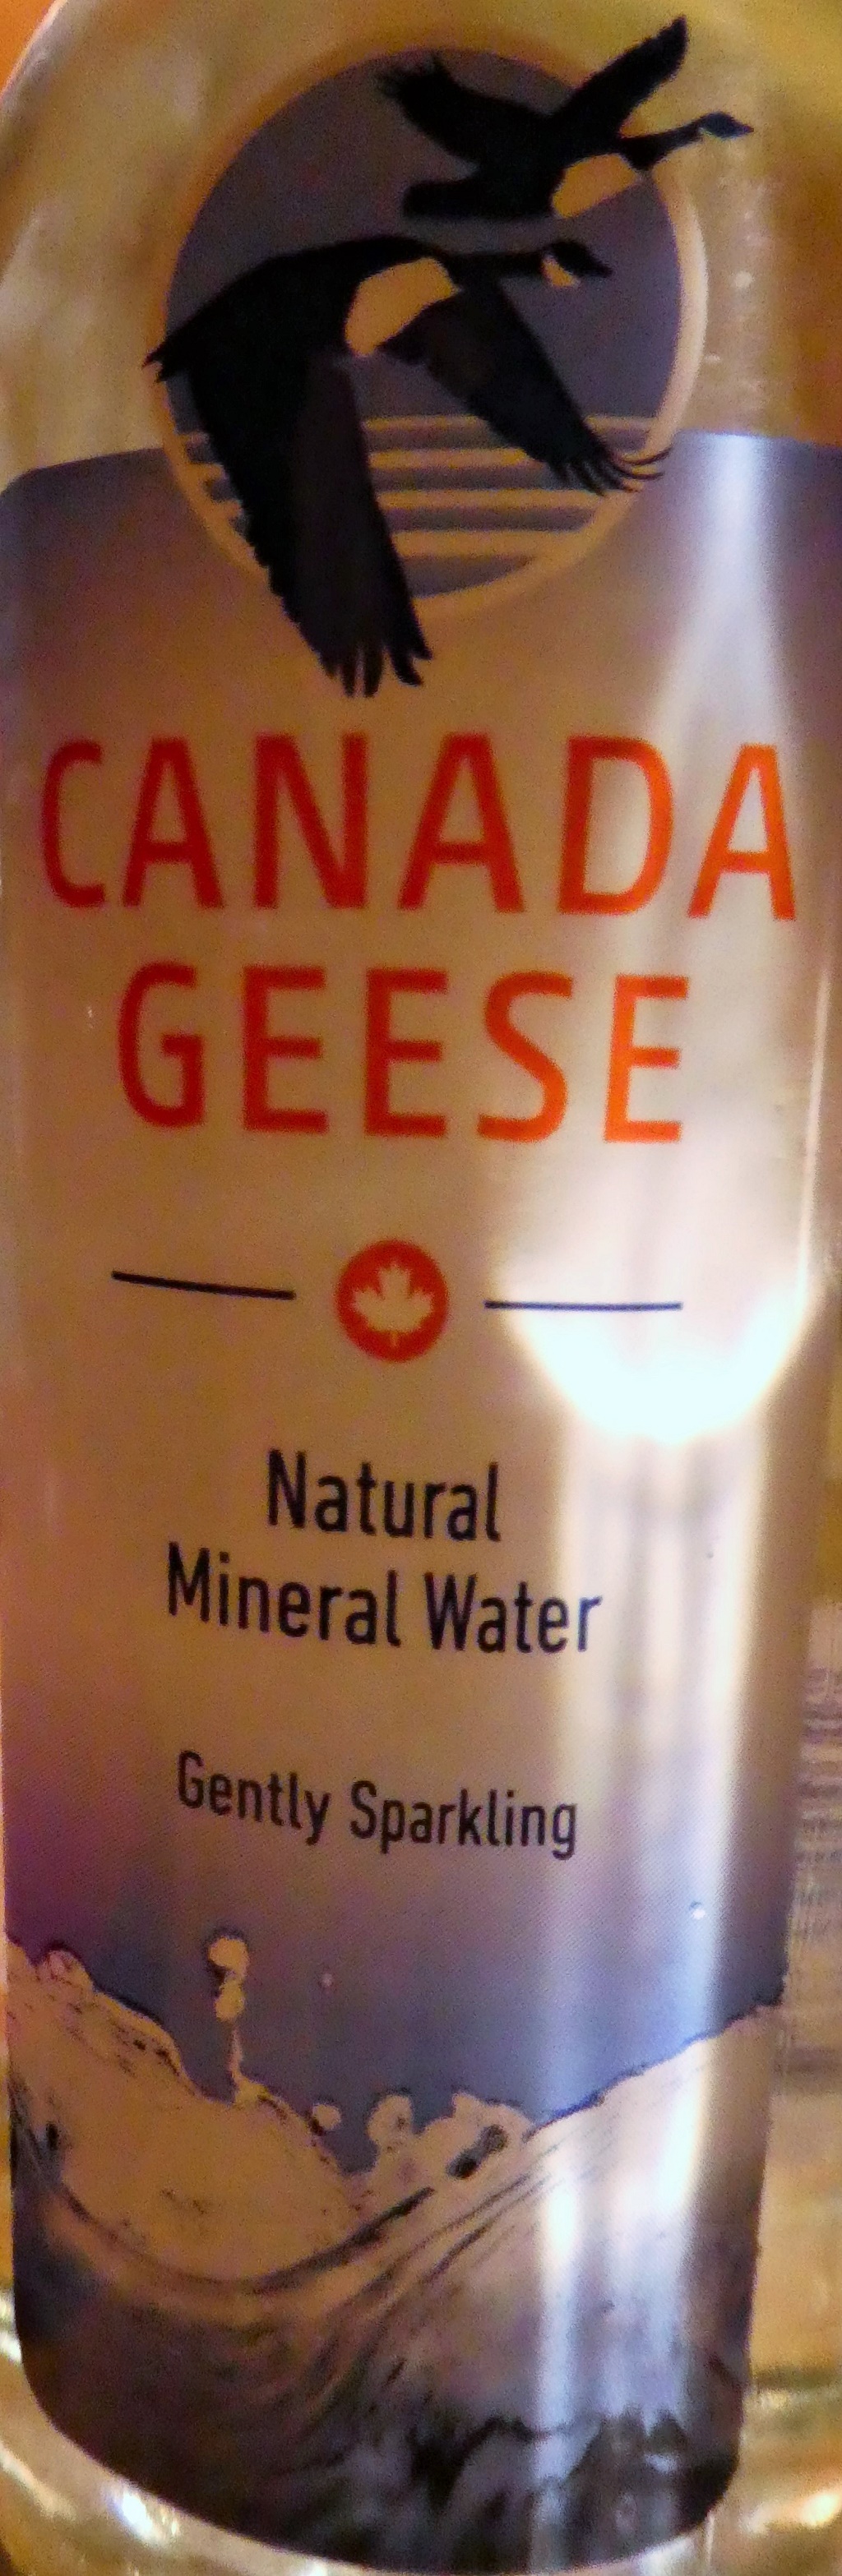 CANADA
GEESE
Natural
Mineral Water
Gently Sparkling